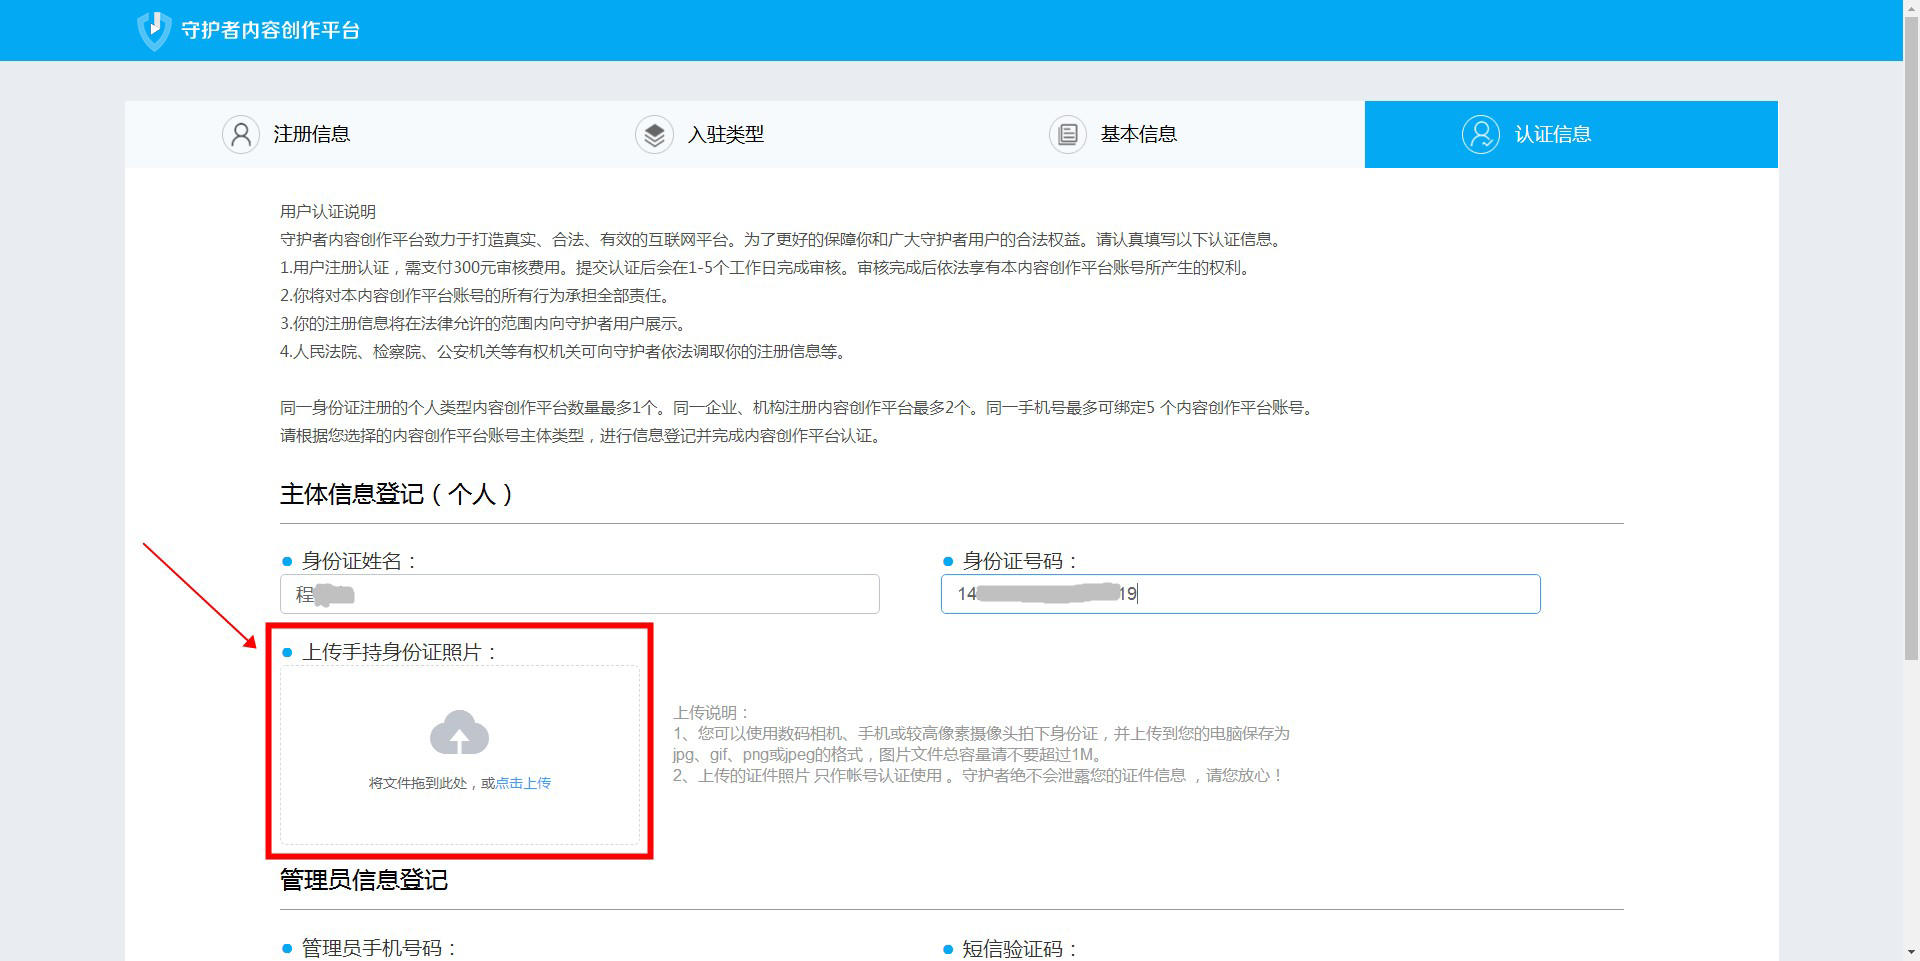 守护者内容创作平台
注册信息
入驻类型
基本信息
认证信息
用户认证说明
守护者内容创作平台致力于打造真实、合法、有效的互联网平台。为了更好的保障你和广大守护者用户的合法权益。请认真填写以下认证信息。
1.用户注册认证，需支付300元审核费用。提交认证后会在1-5个工作日完成审核。审核完成后依法享有本内容创作平台账号所产生的权利。
2.你将对本内容创作平台账号的所有行为承担全部责任。
3.你的注册信息将在法律允许的范围内向守护者用户展示。
4.人民法院、检察院、公安机关等有权机关可向守护者依法调取你的注册信息等。
同一身份证注册的个人类型内容创作平台数量最多1个。同一企业、机构注册内容创作平台最多2个。同一手机号最多可绑定5 个内容创作平台账号。
请根据您选择的内容创作平台账号主体类型，进行信息登记并完成内容创作平台认证。
主体信息登记（个人）
身份证姓名：
身份证号码：
程
14 19
上传手持身份证照片：
将文件拖到此处，或点击上传
上传说明：
1、您可以使用数码相机、手机或较高像素摄像头拍下身份证，并上传到您的电脑保存为
jpg、gif、png或jpeg的格式，图片文件总容量请不要超过1M。
2、上传的证件照片 只作帐号认证使用 。守护者绝不会泄露您的证件信息 ，请您放心！
管理员信息登记
管理员手机号码：
短信验证码：